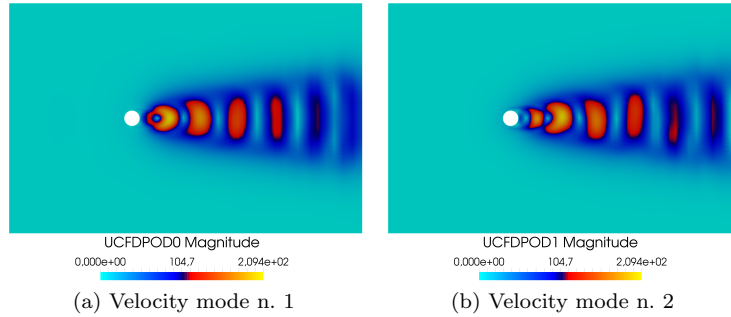 UCFDPOD0 Magnitude
0.000e+00 104,7 2.094e+02
(a) Velocity mode n. 1
UCFDPOD1 Magnitude
0.000e+00 104,7 2.094e+02
(b) Velocity mode n. 2